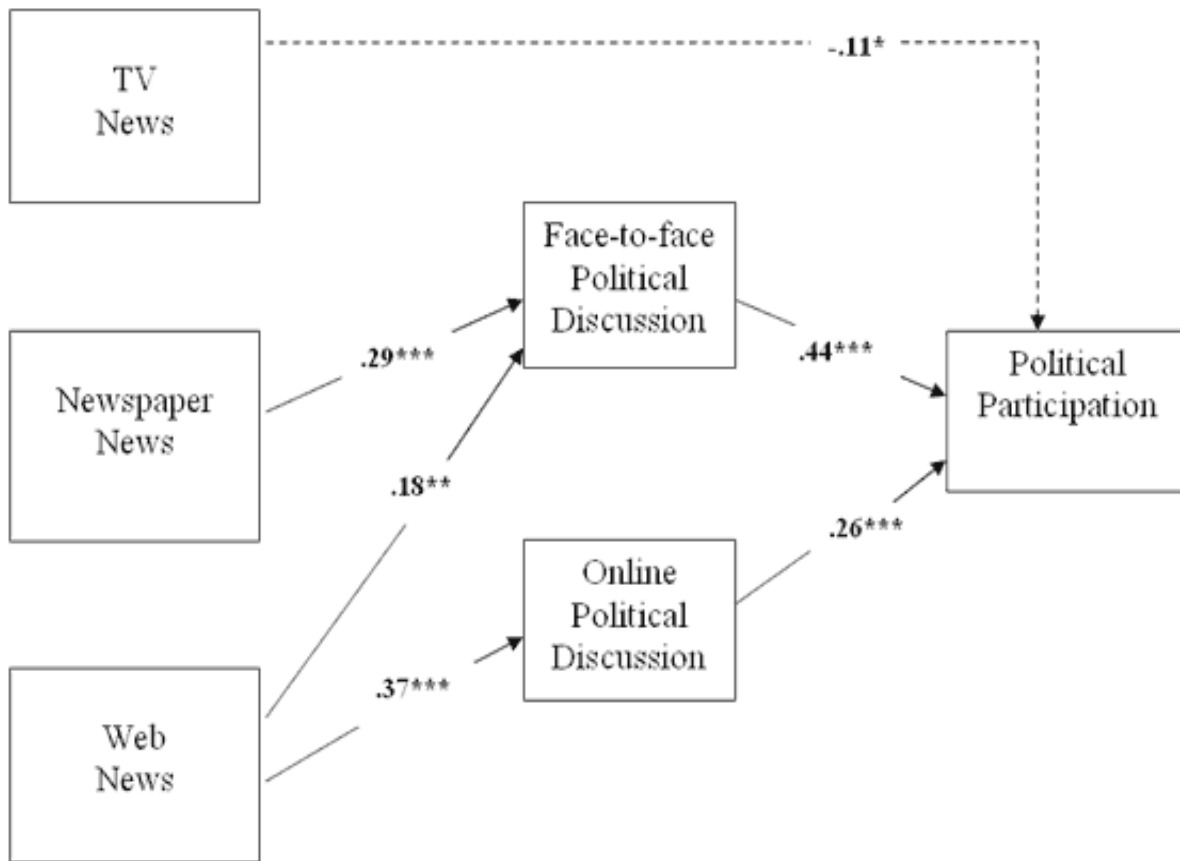 TV
News
-.11*
Face-to-face
Political
Discussion
.29***
.44***
Newspaper
News
Political
Participation
.18**
.26***
Online
Political
Discussion
.37***
Web
News